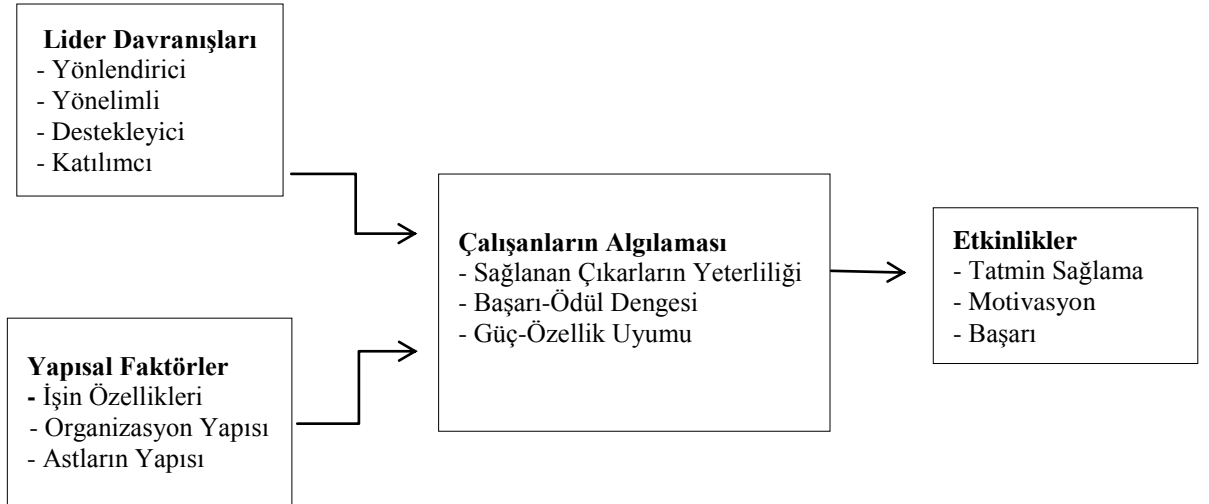 Lider Davranışları
- Yönlendirici
- Yönelimli
- Destekleyici
- Katılımcı
Yapısal Faktörler
- İşin Özellikleri
- Organizasyon Yapısı
- Astların Yapısı
Çalışanların Algılaması
- Sağlanan Çıkarların Yeterliliği
- Başarı-Ödül Dengesi
- Güç-Özellik Uyumu
Etkinlikler
- Tatmin Sağlama
- Motivasyon
- Başarı